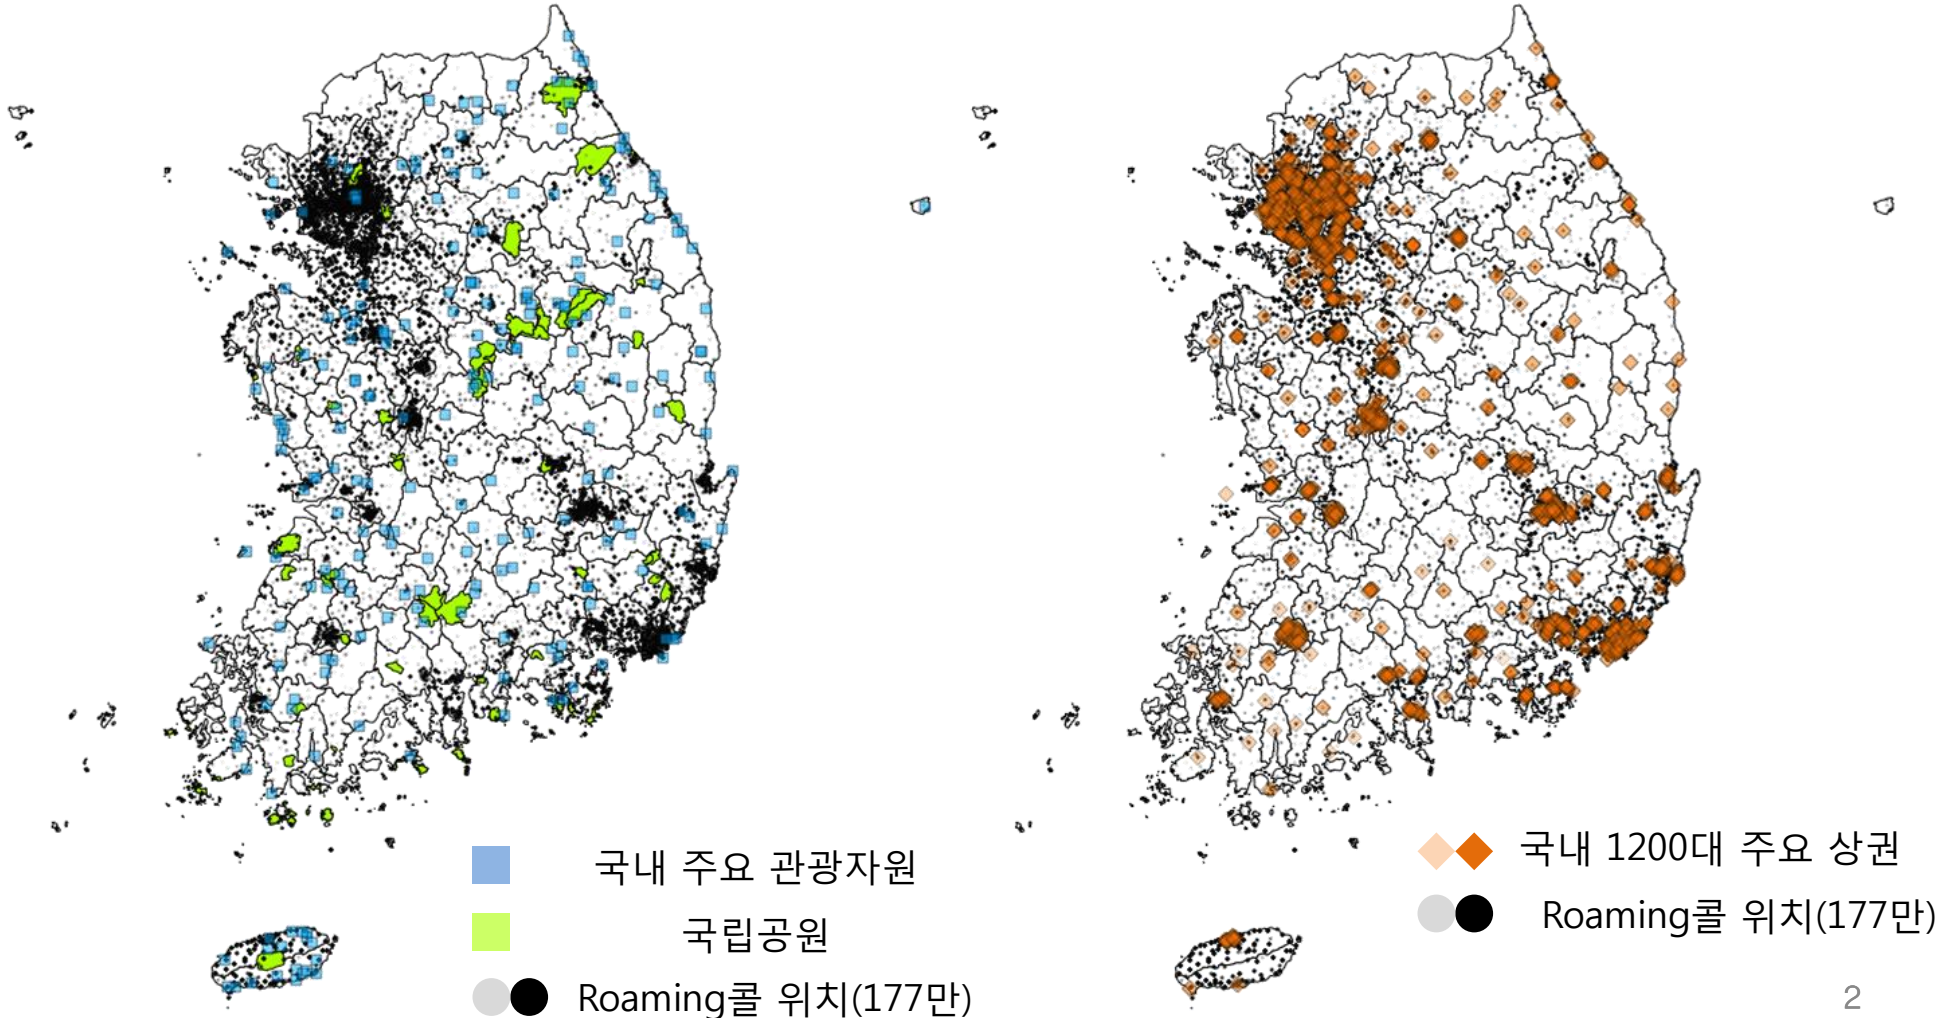 국내 주요 관광자원
국립공원
Roaming콜 위치(177만)
국내 1200대 주요 상권
Roaming콜 위치(177만)
2